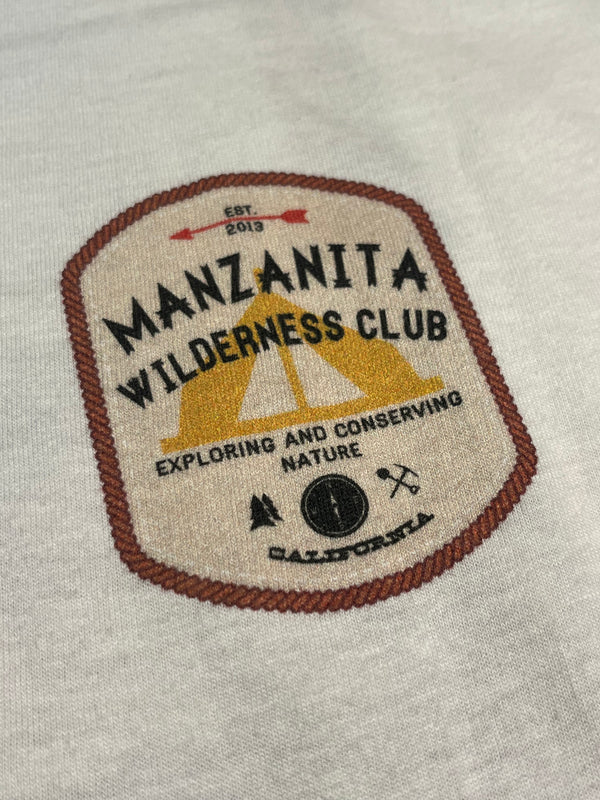 EST.
2013
MANZANITA
WILDERNESS CLUB
EXPLORING AND CONSERVING
NATURE
CALIFORNIA